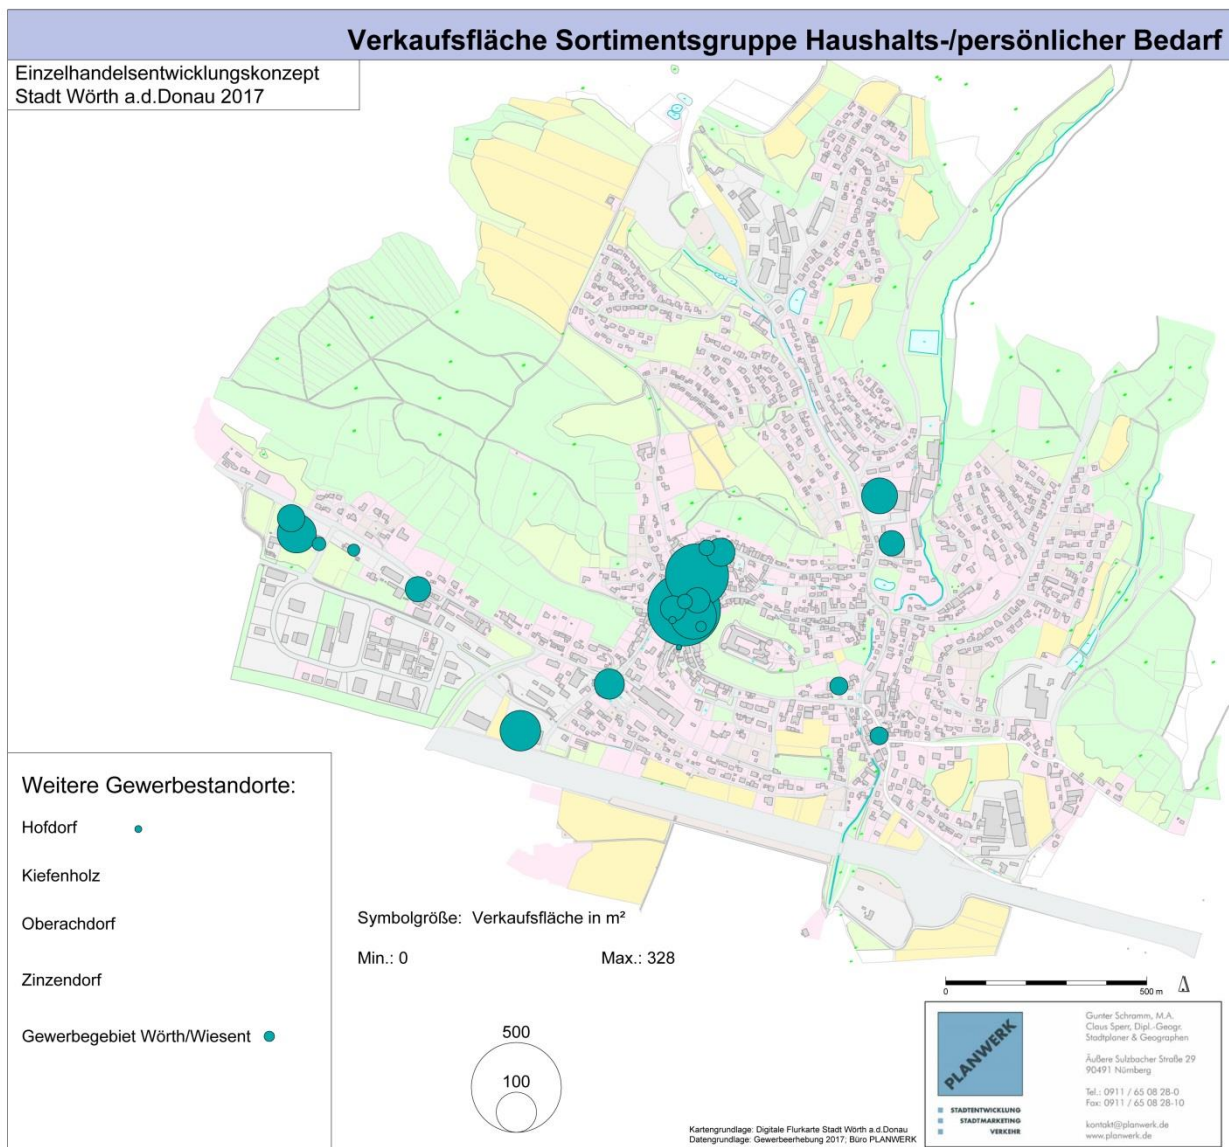 Verkaufsfläche Sortimentsgruppe Haushalts-/persönlicher Bedarf
Einzelhandelsentwicklungskonzept
Stadt Wörth a.d.Donau 2017
Weitere Gewerbestandorte:
Hofdorf
Kiefenholz
Oberachdorf
Zinzendorf
Gewerbegebiet Wörth/Wiesent
Symbolgröße: Verkaufsfläche in m²
Min.: 0 Max.: 328
500
100
0 500 m
PLANWERK
STADTENTWICKLUNG
STADTMARKETING
VERKEHR
Gunter Schramm, M.A.
Claus Sperr, Dipl.-Geogr.
Stadtplaner & Geographen
Äußere Sulzbacher Straße 29
90491 Nürnberg
Tel.: 0911 / 65 08 28-0
Fax: 0911 / 65 08 28-10
kontakt@planwerk.de
www.planwerk.de
Kartengrundlage: Digitale Flurkarte Stadt Wörth a.d.Donau
Datengrundlage: Gewerbeerhebung 2017; Büro PLANWERK